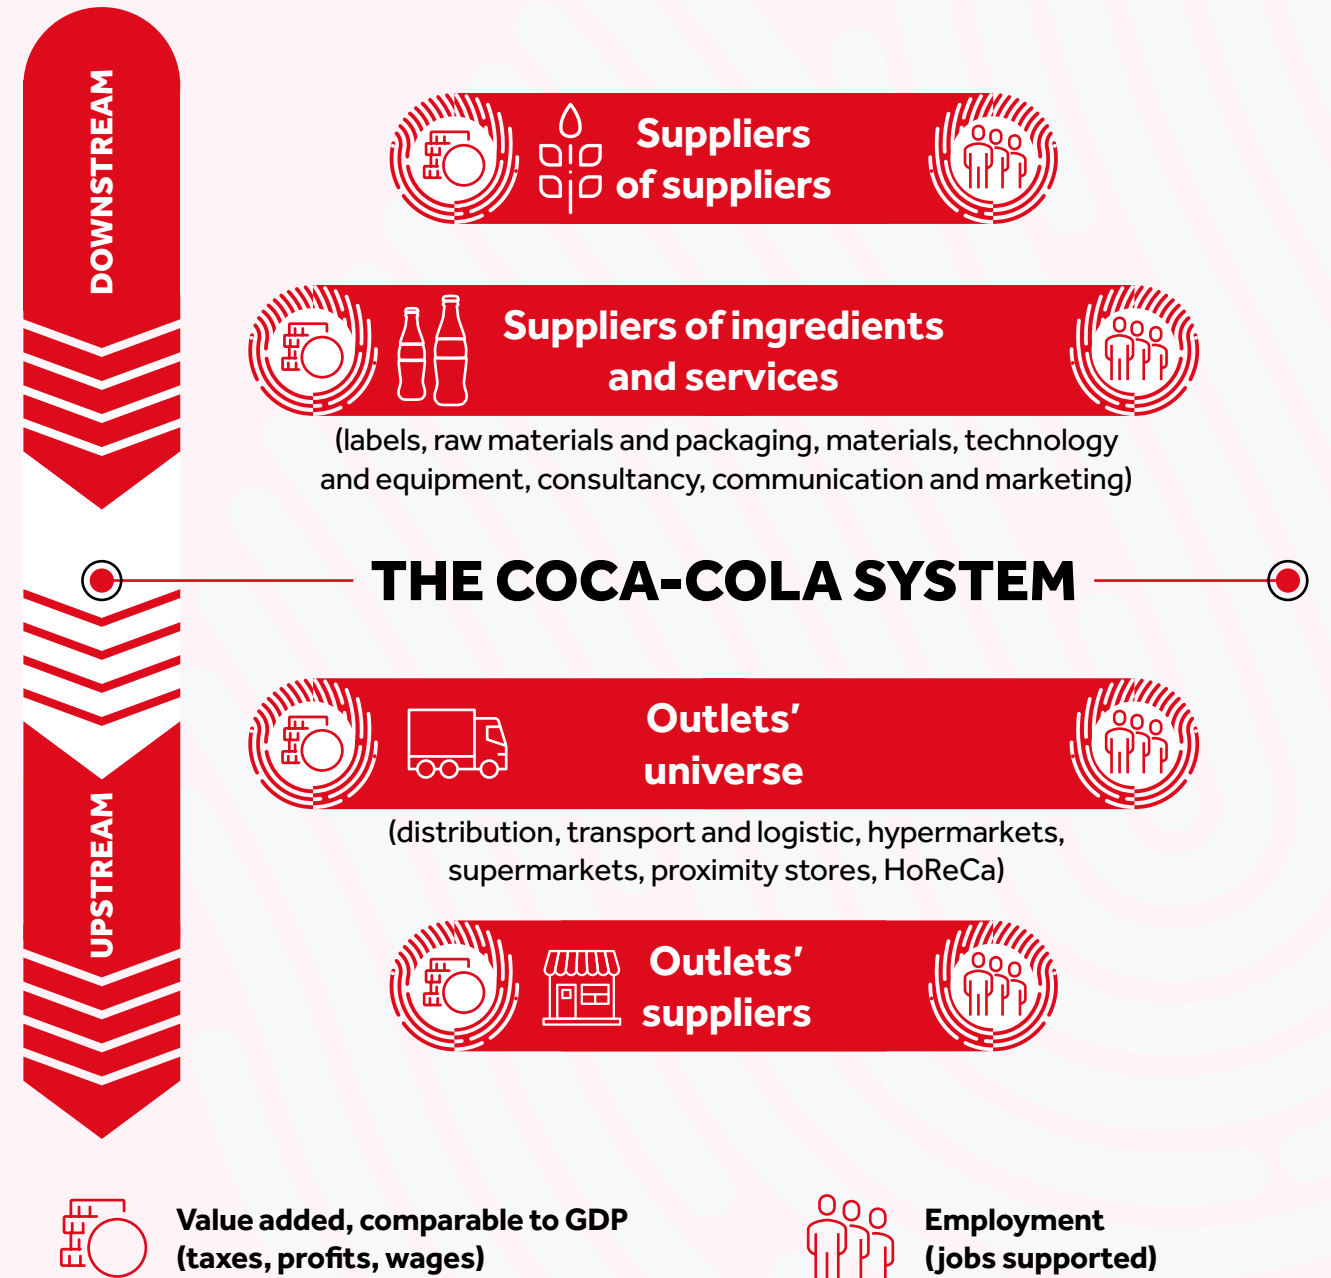 DOWNSTREAM
Suppliers
of suppliers
Suppliers of ingredients
and services
(labels, raw materials and packaging, materials, technology
and equipment, consultancy, communication and marketing)
THE COCA-COLA SYSTEM
UPSTREAM
Outlets’
universe
(distribution, transport and logistic, hypermarkets,
supermarkets, proximity stores, HoReCa)
Outlets’
suppliers
Value added, comparable to GDP
(taxes, profits, wages)
Employment
(jobs supported)